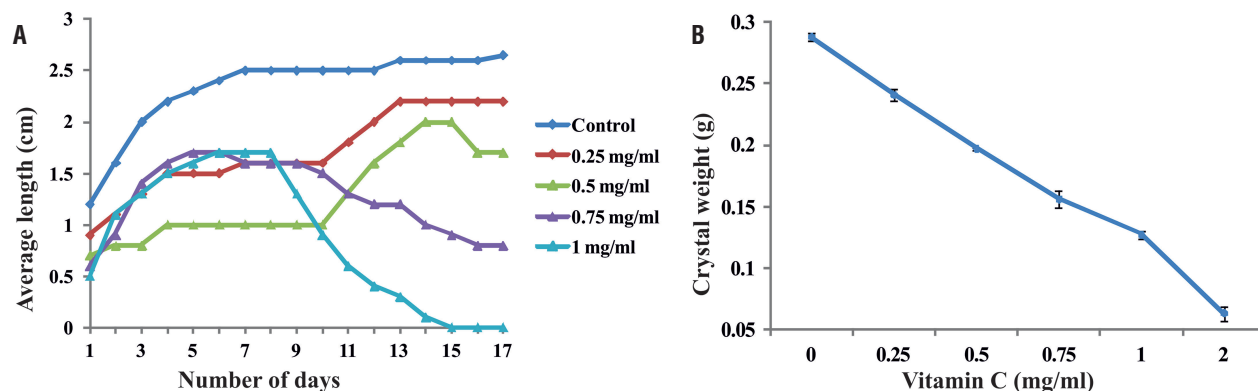 A
3
2.5
2
1.5
1
0.5
0
Average length (cm)
1 3 5 7 9 11 13 15 17
Number of days
Control
0.25 mg/ml
0.5 mg/ml
0.75 mg/ml
1 mg/ml
B
0.3
0.25
0.2
0.15
0.1
0.05
Crystal weight (g)
0 0.25 0.5 0.75 1 2
Vitamin C (mg/ml)